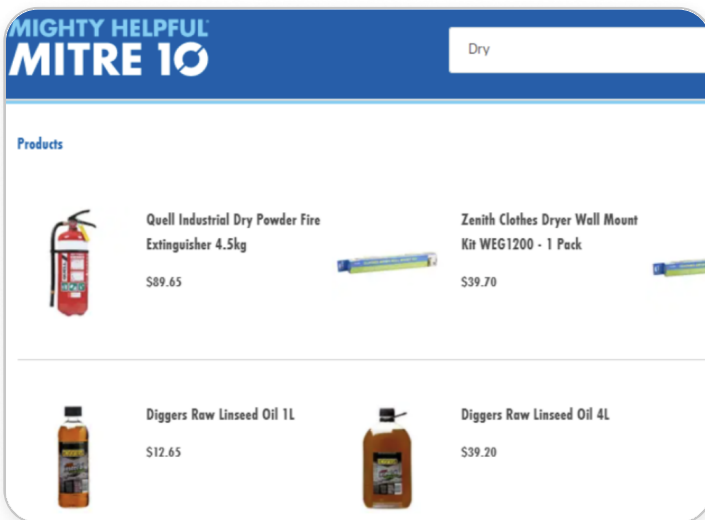 MIGHTY HELPFUL
MITRE 10
Dry
Products
Quell Industrial Dry Powder Fire
Extinguisher 4.5kg
$89.65
Zenith Clothes Dryer Wall Mount
Kit WEG1200 - 1 Pack
$39.70
Diggers Raw Linseed Oil 1L
$12.65
Diggers Raw Linseed Oil 4L
$39.20